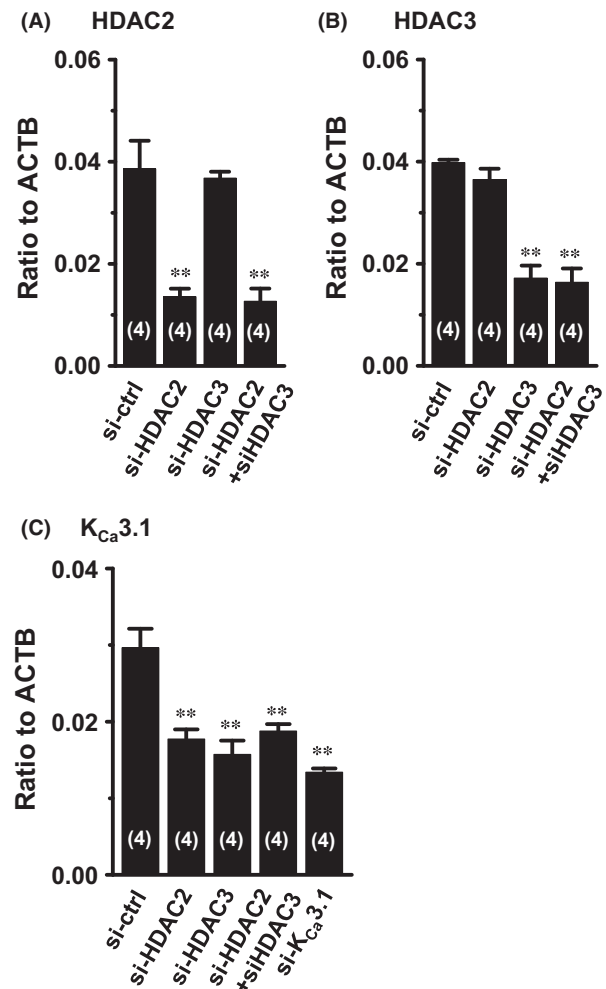 (A) HDAC2
Ratio to ACTB
0.06
0.04
0.02
0.00
**
**
(4)
(4)
(4)
(4)
si-ctrl
si-HDAC2
si-HDAC3
si-HDAC2
+siHDAC3
(B) HDAC3
Ratio to ACTB
0.06
0.04
0.02
0.00
**
**
(4)
(4)
(4)
(4)
si-ctrl
si-HDAC2
si-HDAC3
si-HDAC2
+siHDAC3
(C) KCa3.1
Ratio to ACTB
0.04
0.02
0.00
**
**
**
**
(4)
(4)
(4)
(4)
(4)
si-ctrl
si-HDAC2
si-HDAC3
si-HDAC2
+siHDAC3
si-KCa3.1